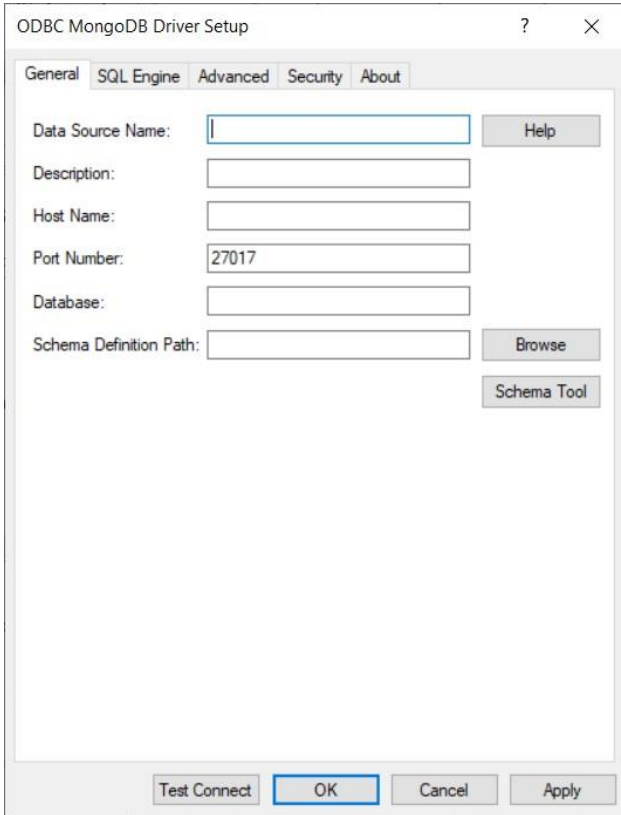 ODBC MongoDB Driver Setup ?
General SQL Engine Advanced Security About
Data Source Name: Help
Description:
Host Name:
Port Number: 27017
Database:
Schema Definition Path: Browse
Schema Tool
Test Connect OK Cancel Apply